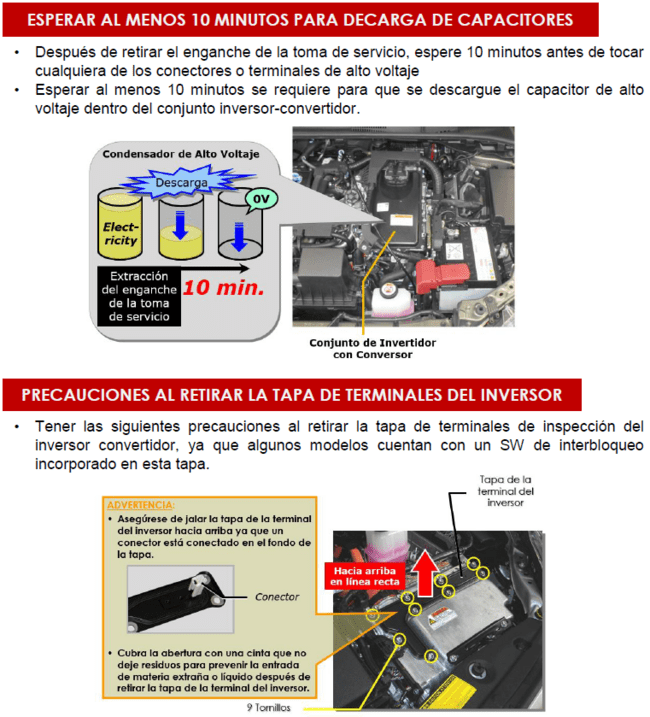 ESPERAR AL MENOS 10 MINUTOS PARA DECARGA DE CAPACITORES
• Después de retirar el enganche de la toma de servicio, espere 10 minutos antes de tocar
cualquiera de los conectores o terminales de alto voltaje
• Esperar al menos 10 minutos se requiere para que se descargue el capacitor de alto
voltaje dentro del conjunto inversor-convertidor.
Condensador de Alto Voltaje
Descarga
0V
Elect-
ricity
Extracción
del enganche
de la toma
de servicio
10 min.
Conjunto de Invertidor
con Conversor
PRECAUCIONES AL RETIRAR LA TAPA DE TERMINALES DEL INVERSOR
• Tener las siguientes precauciones al retirar la tapa de terminales de inspección del
inversor convertidor, ya que algunos modelos cuentan con un SW de interbloqueo
incorporado en esta tapa.
Tapa de la
terminal del
inversor
ADVERTENCIA:
• Asegúrese de jalar la tapa de la terminal
del inversor hacia arriba ya que un
conector está conectado en el fondo de
la tapa.
Conector
Hacia arriba
en línea recta
• Cubra la abertura con una cinta que no
deje residuos para prevenir la entrada
de materia extraña o líquido después de
retirar la tapa de la terminal del inversor.
9 Tornillos